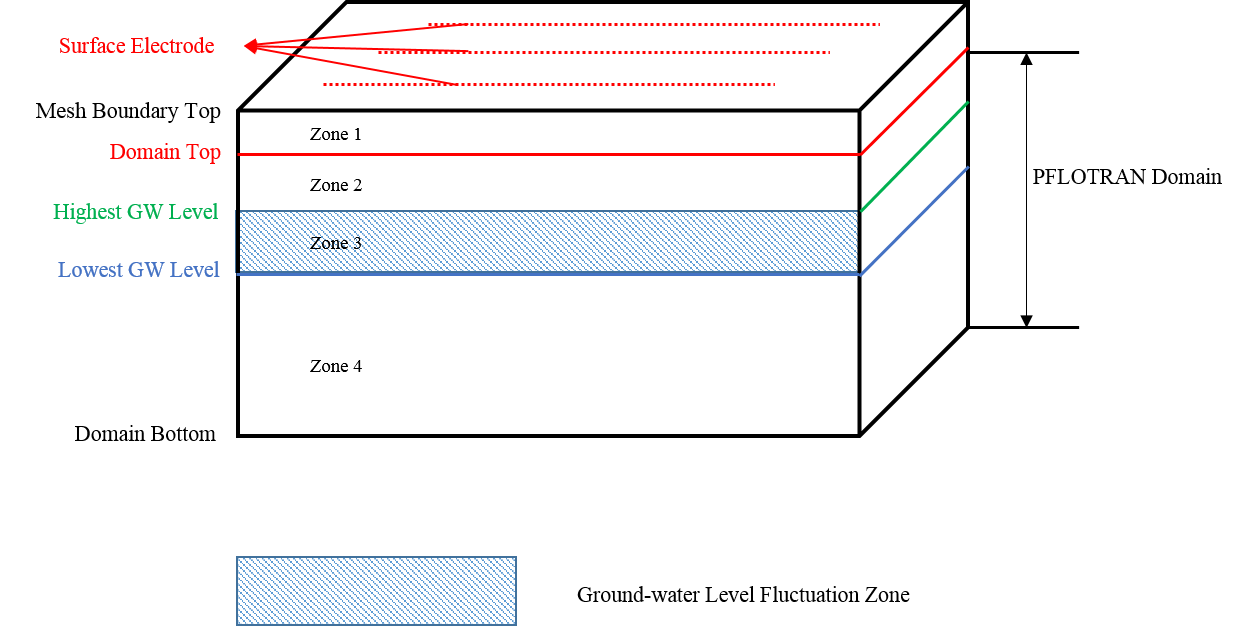 Surface Electrode
Mesh Boundary Top
Zone 1
Domain Top
PFLOTRAN Domain
Zone 2
Highest GW Level
Zone 3
Lowest GW Level
Zone 4
Domain Bottom
Ground-water Level Fluctuation Zone